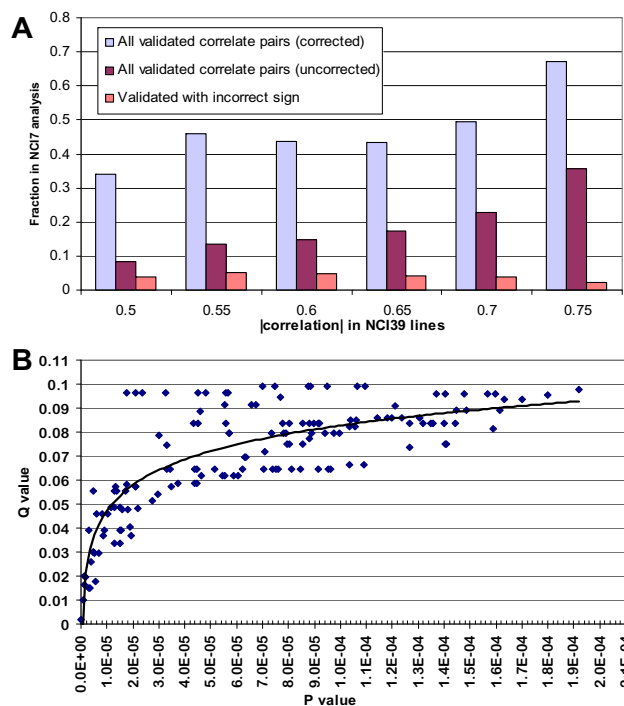 A
0.8
0.7
0.6
0.5
0.4
0.3
0.2
0.1
0
Fraction in NCI7 analysis
All validated correlate pairs (corrected)
All validated correlate pairs (uncorrected)
Validated with incorrect sign
0.5 0.55 0.6 0.65 0.7 0.75
|correlation| in NCI39 lines
B
0.11
0.1
0.09
0.08
0.07
0.06
0.05
0.04
0.03
0.02
0.01
0
Q value
0.0E+00
1.0E-05
2.0E-05
3.0E-05
4.0E-05
5.0E-05
6.0E-05
7.0E-05
8.0E-05
9.0E-05
1.0E-04
1.1E-04
1.2E-04
1.3E-04
1.4E-04
1.5E-04
1.6E-04
1.7E-04
1.8E-04
1.9E-04
2.0E-04
P value